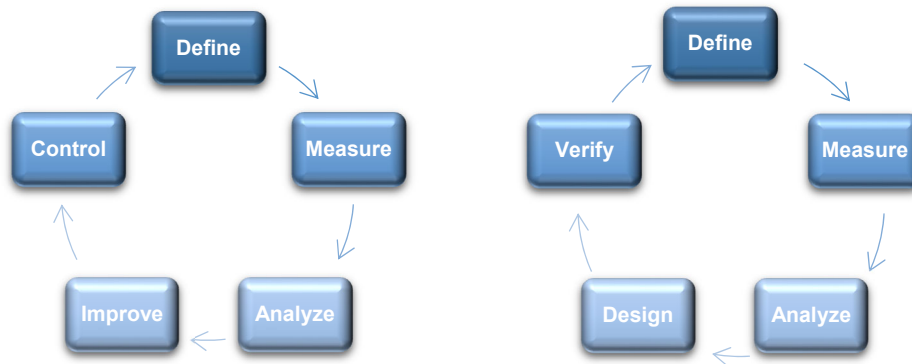 Define
Measure
Analyze
Improve
Control
Define
Measure
Analyze
Design
Verify